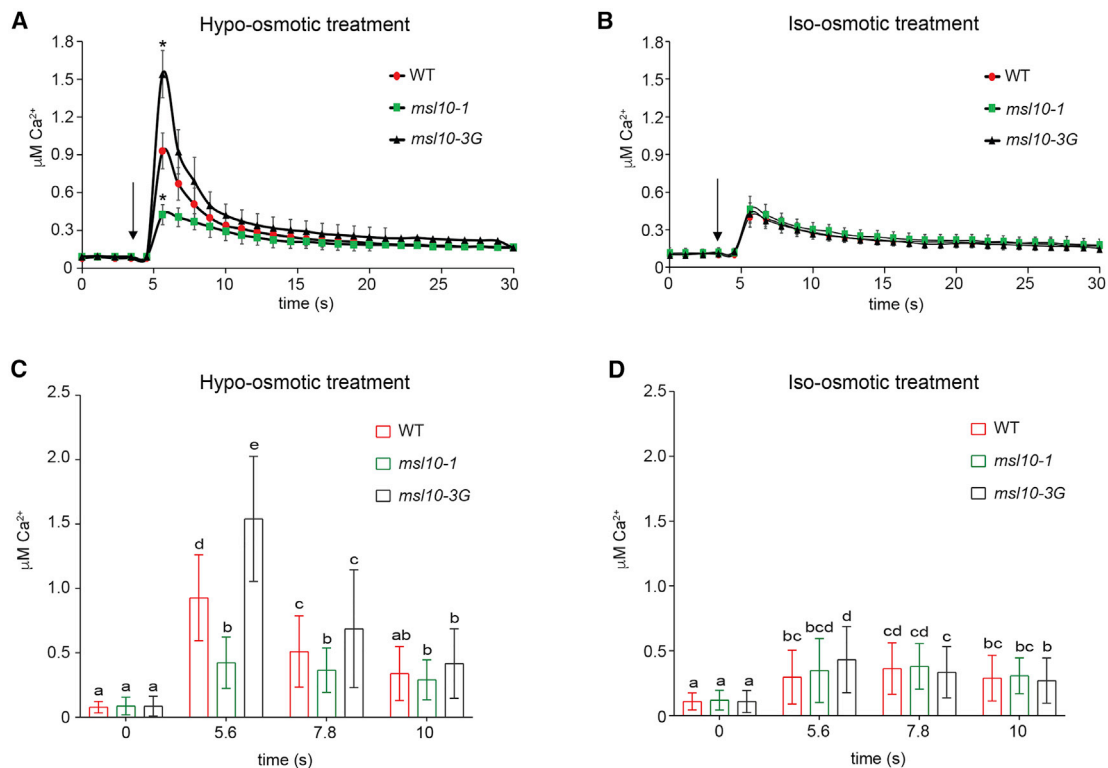 A
Hypo-osmotic treatment
1.8
1.5
1.2
0.9
0.6
0.3
0
µM Ca²⁺
*
*
WT
msl10-1
msl10-3G
0 5 10 15 20 25 30
time (s)
B
Iso-osmotic treatment
1.8
1.5
1.2
0.9
0.6
0.3
0
µM Ca²⁺
WT
msl10-1
msl10-3G
0 5 10 15 20 25 30
time (s)
C
Hypo-osmotic treatment
2.5
2.0
1.5
1.0
0.5
0
µM Ca²⁺
WT
msl10-1
msl10-3G
a a a d b e c b c ab b b
0 5.6 7.8 10
time (s)
D
Iso-osmotic treatment
2.5
2.0
1.5
1.0
0.5
0
µM Ca²⁺
WT
msl10-1
msl10-3G
a a a bc bcd d cd cd c bc bc b
0 5.6 7.8 10
time (s)